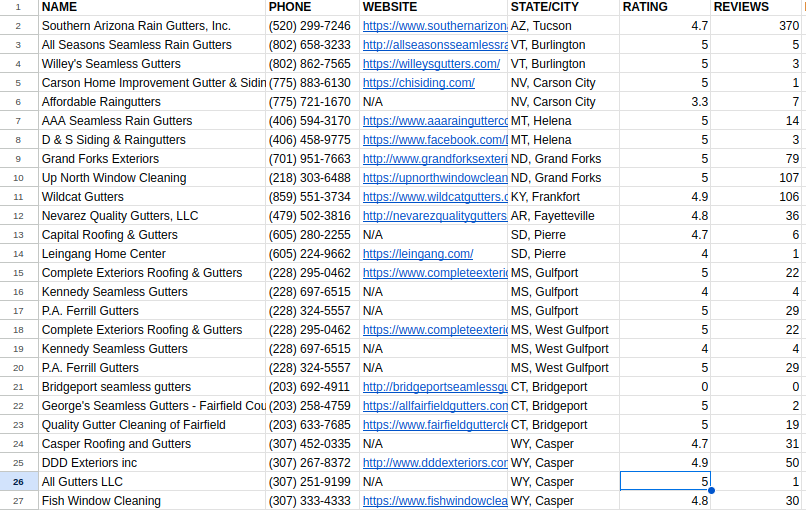 1 NAME PHONE WEBSITE STATE/CITY RATING REVIEWS
2 Southern Arizona Rain Gutters, Inc. (520) 299-7246 https://www.southernarizon AZ, Tucson 4.7 370
3 All Seasons Seamless Rain Gutters (802) 658-3233 http://allseasonsseamlessra VT, Burlington 5 5
4 Willey's Seamless Gutters (802) 862-7565 https://willeysgutters.com/ VT, Burlington 5 3
5 Carson Home Improvement Gutter & Sidin (775) 883-6130 https://chisiding.com/ NV, Carson City 5 1
6 Affordable Raingutters (775) 721-1670 N/A NV, Carson City 3.3 7
7 AAA Seamless Rain Gutters (406) 594-3170 https://www.aaaraingutterc MT, Helena 5 14
8 D & S Siding & Raingutters (406) 458-9775 https://www.facebook.com/ MT, Helena 5 3
9 Grand Forks Exteriors (701) 951-7663 http://www.grandforksexteri ND, Grand Forks 5 79
10 Up North Window Cleaning (218) 303-6488 https://upnorthwindowclean ND, Grand Forks 5 107
11 Wildcat Gutters (859) 551-3734 https://www.wildcatgutters.c KY, Frankfort 4.9 106
12 Nevarez Quality Gutters, LLC (479) 502-3816 http://nevarezqualitygutters AR, Fayetteville 4.8 36
13 Capital Roofing & Gutters (605) 280-2255 N/A SD, Pierre 4.7 6
14 Leingang Home Center (605) 224-9662 https://leingang.com/ SD, Pierre 4 1
15 Complete Exteriors Roofing & Gutters (228) 295-0462 https://www.completeexteric MS, Gulfport 5 22
16 Kennedy Seamless Gutters (228) 697-6515 N/A MS, Gulfport 4 4
17 P.A. Ferrill Gutters (228) 324-5557 N/A MS, Gulfport 5 29
18 Complete Exteriors Roofing & Gutters (228) 295-0462 https://www.completeexteric MS, West Gulfport 5 22
19 Kennedy Seamless Gutters (228) 697-6515 N/A MS, West Gulfport 4 4
20 P.A. Ferrill Gutters (228) 324-5557 N/A MS, West Gulfport 5 29
21 Bridgeport seamless gutters (203) 692-4911 http://bridgeportseamlessgu CT, Bridgeport 0 0
22 George's Seamless Gutters - Fairfield Cou (203) 258-4759 https://allfairfieldgutters.con CT, Bridgeport 5 2
23 Quality Gutter Cleaning of Fairfield (203) 633-7685 https://www.fairfieldguttercle CT, Bridgeport 5 19
24 Casper Roofing and Gutters (307) 452-0335 N/A WY, Casper 4.7 31
25 DDD Exteriors inc (307) 267-8372 http://www.dddexteriors.cor WY, Casper 4.9 50
26 All Gutters LLC (307) 251-9199 N/A WY, Casper 5 1
27 Fish Window Cleaning (307) 333-4333 https://www.fishwindowclea WY, Casper 4.8 30